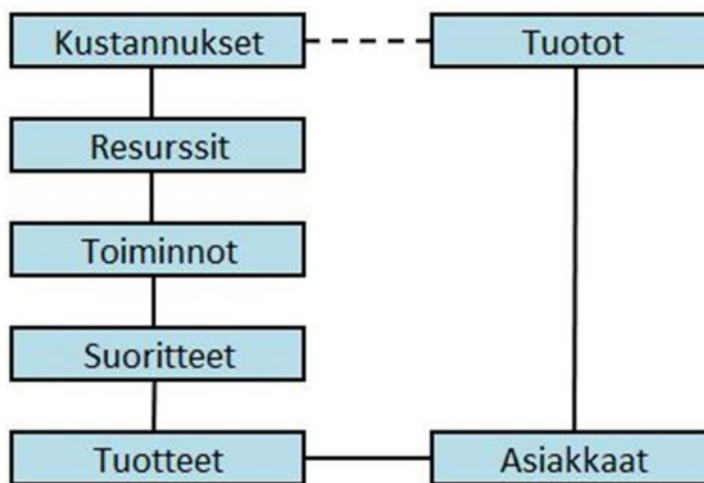 Kustannukset
Tuotot
Resurssit
Toiminnot
Suoritteet
Tuotteet
Asiakkaat